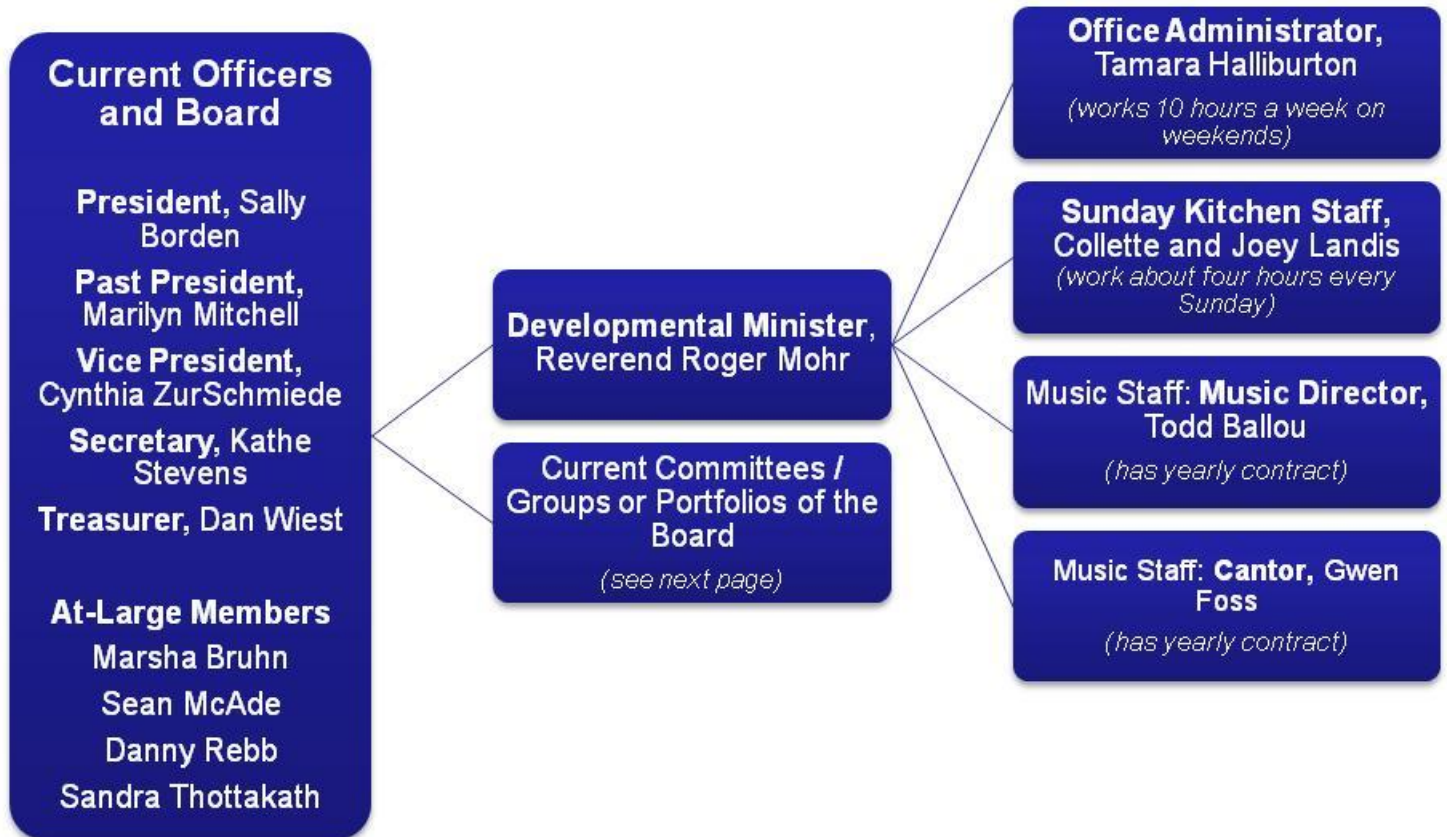 Current Officers
and Board
President, Sally
Borden
Past President,
Marilyn Mitchell
Vice President,
Cynthia ZurSchmiede
Secretary, Kathe
Stevens
Treasurer, Dan Wiest
At-Large Members
Marsha Bruhn
Sean McAde
Danny Rebb
Sandra Thottakath
Developmental Minister,
Reverend Roger Mohr
Current Committees /
Groups or Portfolios of the
Board
(see next page)
Office Administrator,
Tamara Halliburton
(works 10 hours a week on
weekends)
Sunday Kitchen Staff,
Collette and Joey Landis
(work about four hours every
Sunday)
Music Staff: Music Director,
Todd Ballou
(has yearly contract)
Music Staff: Cantor, Gwen
Foss
(has yearly contract)